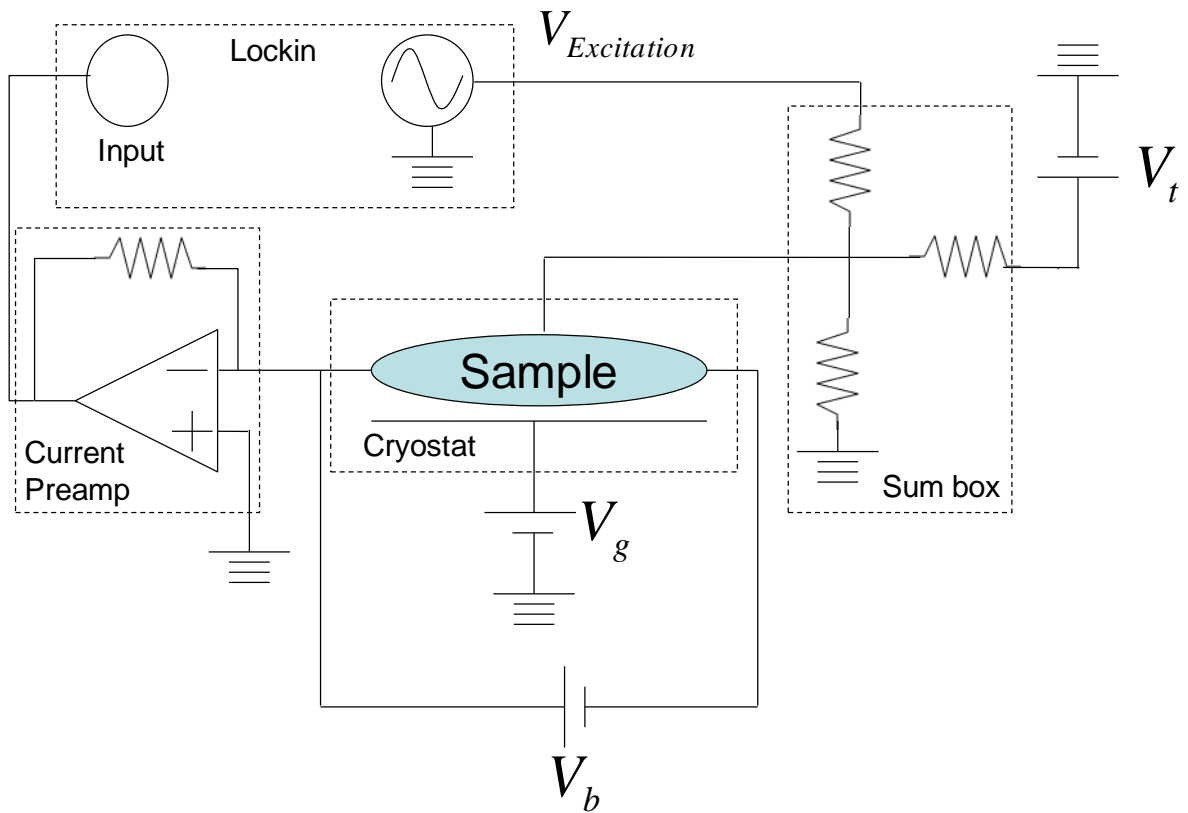 Lockin
V_Excitation
Input
V_t
Sample
Cryostat
Current
Preamp
Sum box
V_g
V_b